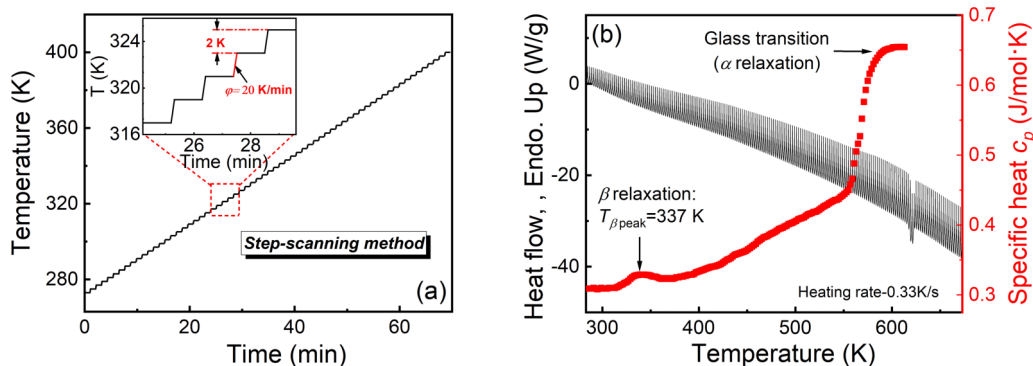 400
360
320
280
Temperature (K)
0
20
40
60
Time (min)
324
320
316
T (K)
26
28
Time (min)
2 K
φ=20 K/min
Step-scanning method
(a)
(b)
Glass transition
(α relaxation)
β relaxation:
Tβpeak=337 K
Heating rate-0.33K/s
0
-20
-40
Heat flow, , Endo. Up (W/g)
300
400
500
600
Temperature (K)
0.7
0.6
0.5
0.4
0.3
Specific heat cp (J/mol·K)